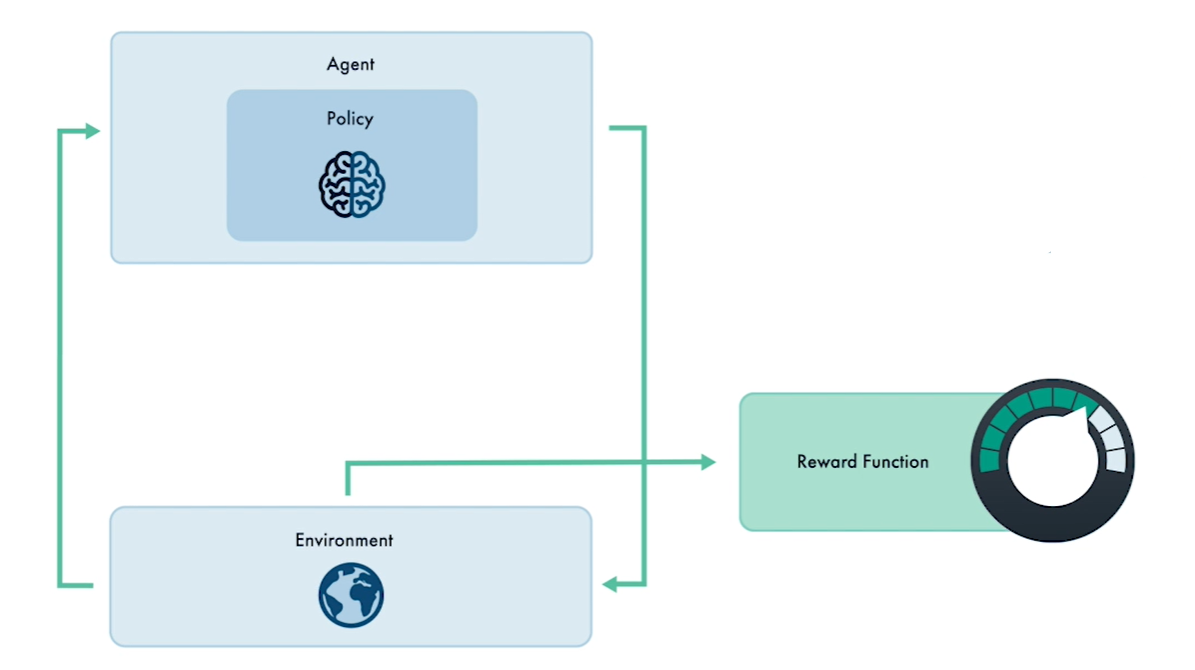 Agent
Policy
Reward Function
Environment